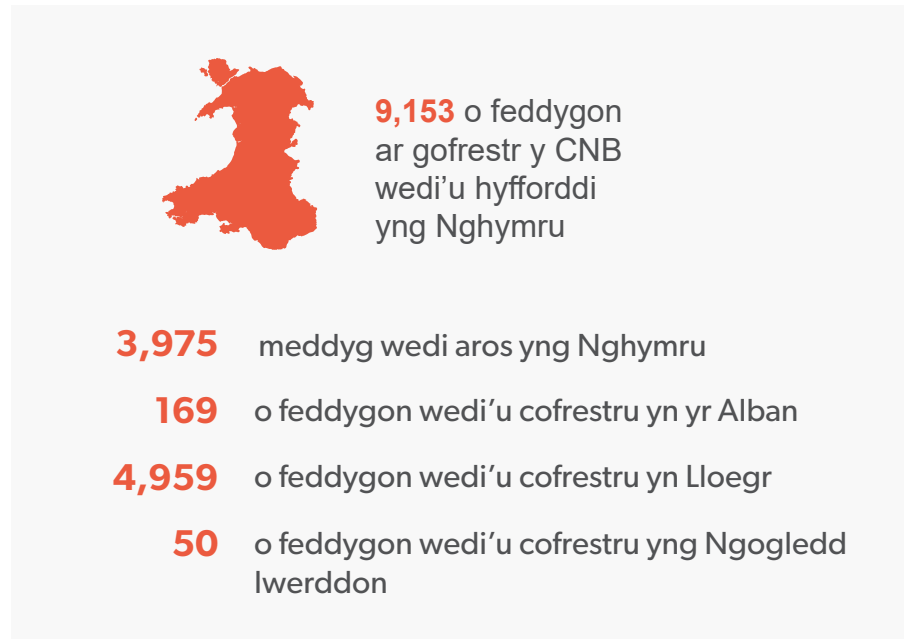 9,153 o feddygon
ar gofrestr y CNB
wedi’u hyfforddi
yng Nghymru
3,975 meddyg wedi aros yng Nghymru
169 o feddygon wedi’u cofrestru yn yr Alban
4,959 o feddygon wedi’u cofrestru yn Lloegr
50 o feddygon wedi’u cofrestru yng Ngogledd
Iwerddon